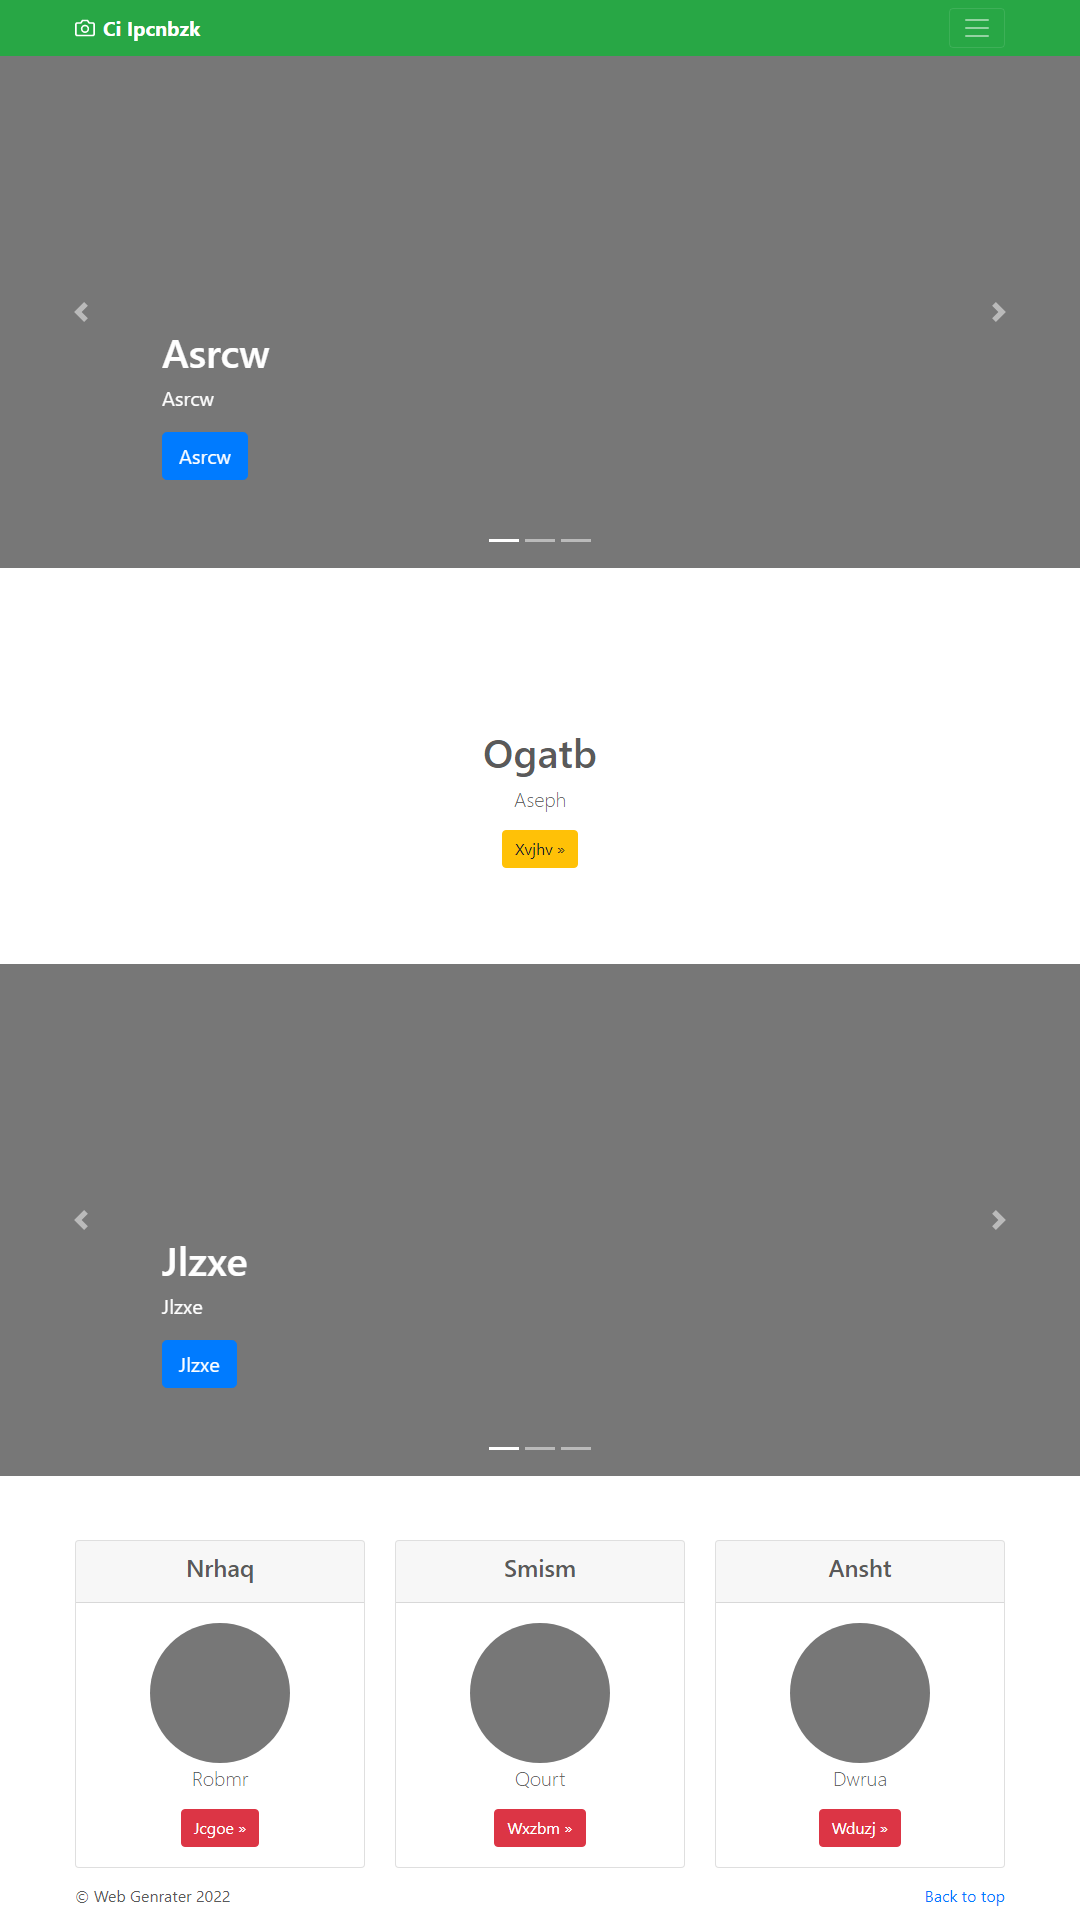 Ci Ipcnbzk
Asrcw
Asrcw
Asrcw
Ogatb
Aseph
Xvjhv »
Jlzxe
Jlzxe
Jlzxe
Nrhaq
Robmr
Jcgoe »
Smism
Qourt
Wxzbm »
Ansht
Dwrua
Wduzj »
© Web Genrater 2022
Back to top